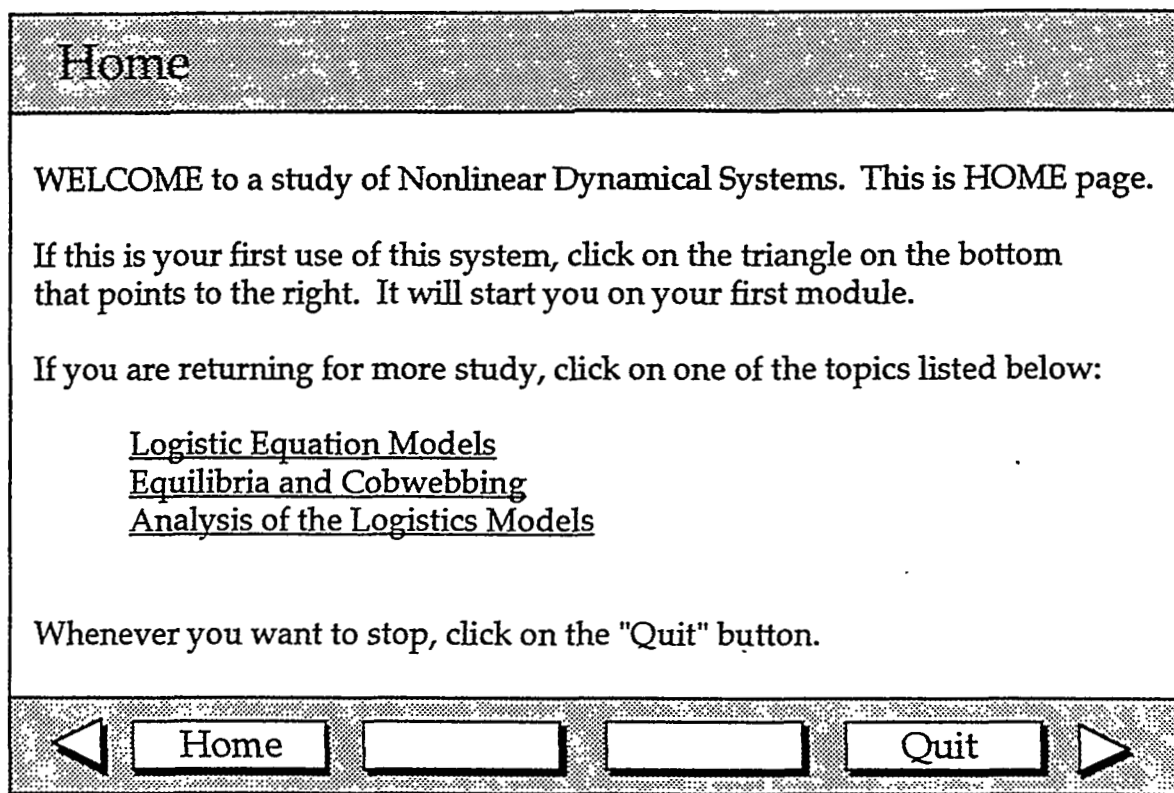 Home
WELCOME to a study of Nonlinear Dynamical Systems.  This is HOME page.
If this is your first use of this system, click on the triangle on the bottom
that points to the right.  It will start you on your first module.
If you are returning for more study, click on one of the topics listed below:
Logistic Equation Models
Equilibria and Cobwebbing
Analysis of the Logistics Models
Whenever you want to stop, click on the "Quit" button.
Home
Quit